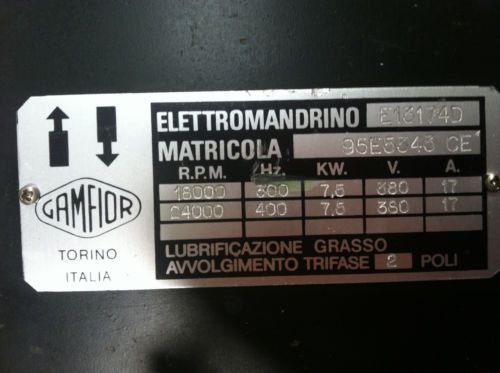 ELETTROMANDRINO E13174D
MATRICOLA 95E5343 CE
R.P.M. Hz. KW. V. A.
18000 300 7,5 380 17
24000 400 7,5 380 17
LUBRIFICAZIONE GRASSO
AVVOLGIMENTO TRIFASE 2 POLI
GAMFIOR
TORINO
ITALIA